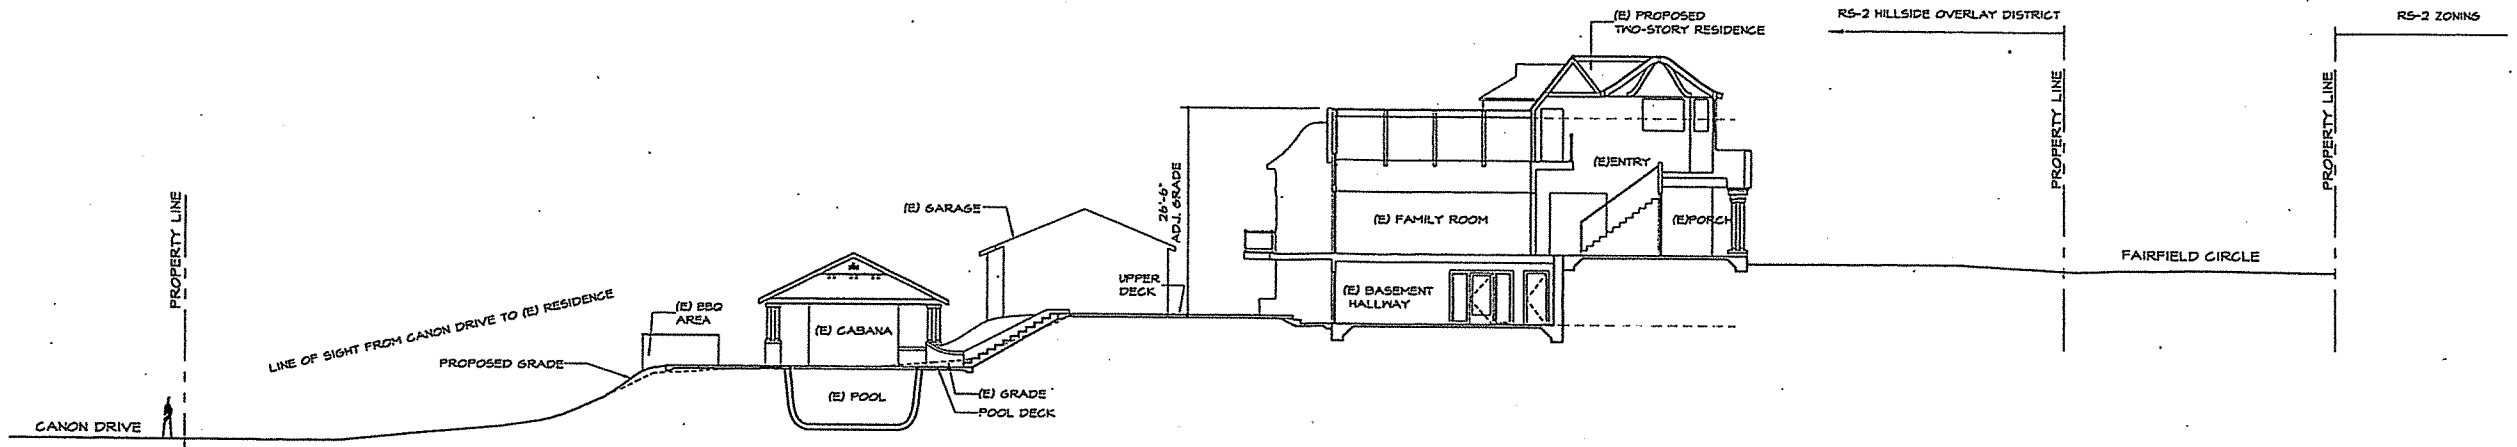 (E) PROPOSED
TWO-STORY RESIDENCE
RS-2 HILLSIDE OVERLAY DISTRICT
RS-2 ZONING
PROPERTY LINE
PROPERTY LINE
PROPERTY LINE
26'-6"
ADJ. GRADE
(E) ENTRY
(E) GARAGE
(E) FAMILY ROOM
(E) PORCH
FAIRFIELD CIRCLE
UPPER
DECK
(E) BASEMENT
HALLWAY
(E) BBQ
AREA
(E) CABANA
LINE OF SIGHT FROM CANON DRIVE TO (E) RESIDENCE
PROPOSED GRADE
(E) POOL
(E) GRADE
POOL DECK
CANON DRIVE